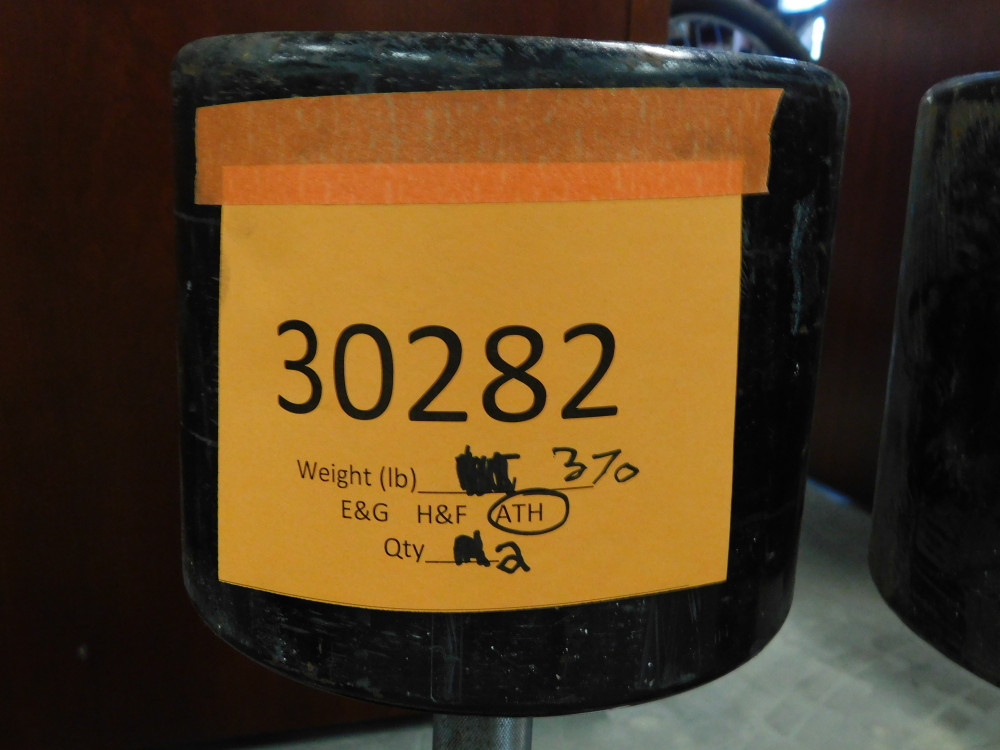 30282
Weight (lb) 370
E&G H&F ATH
Qty 2